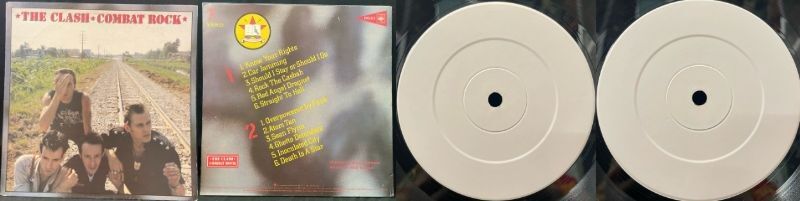 ★THE CLASH★COMBAT ROCK★
1
1. Know Your Rights
2. Car Jamming
3. Should I Stay or Should I Go
4. Rock The Casbah
5. Red Angel Dragnet
6. Straight To Hell
2
1. Overpowered by Funk
2. Atom Tan
3. Sean Flynn
4. Ghetto Defendant
5. Inoculated City
6. Death Is A Star
★THE CLASH★
COMBAT ROCK★